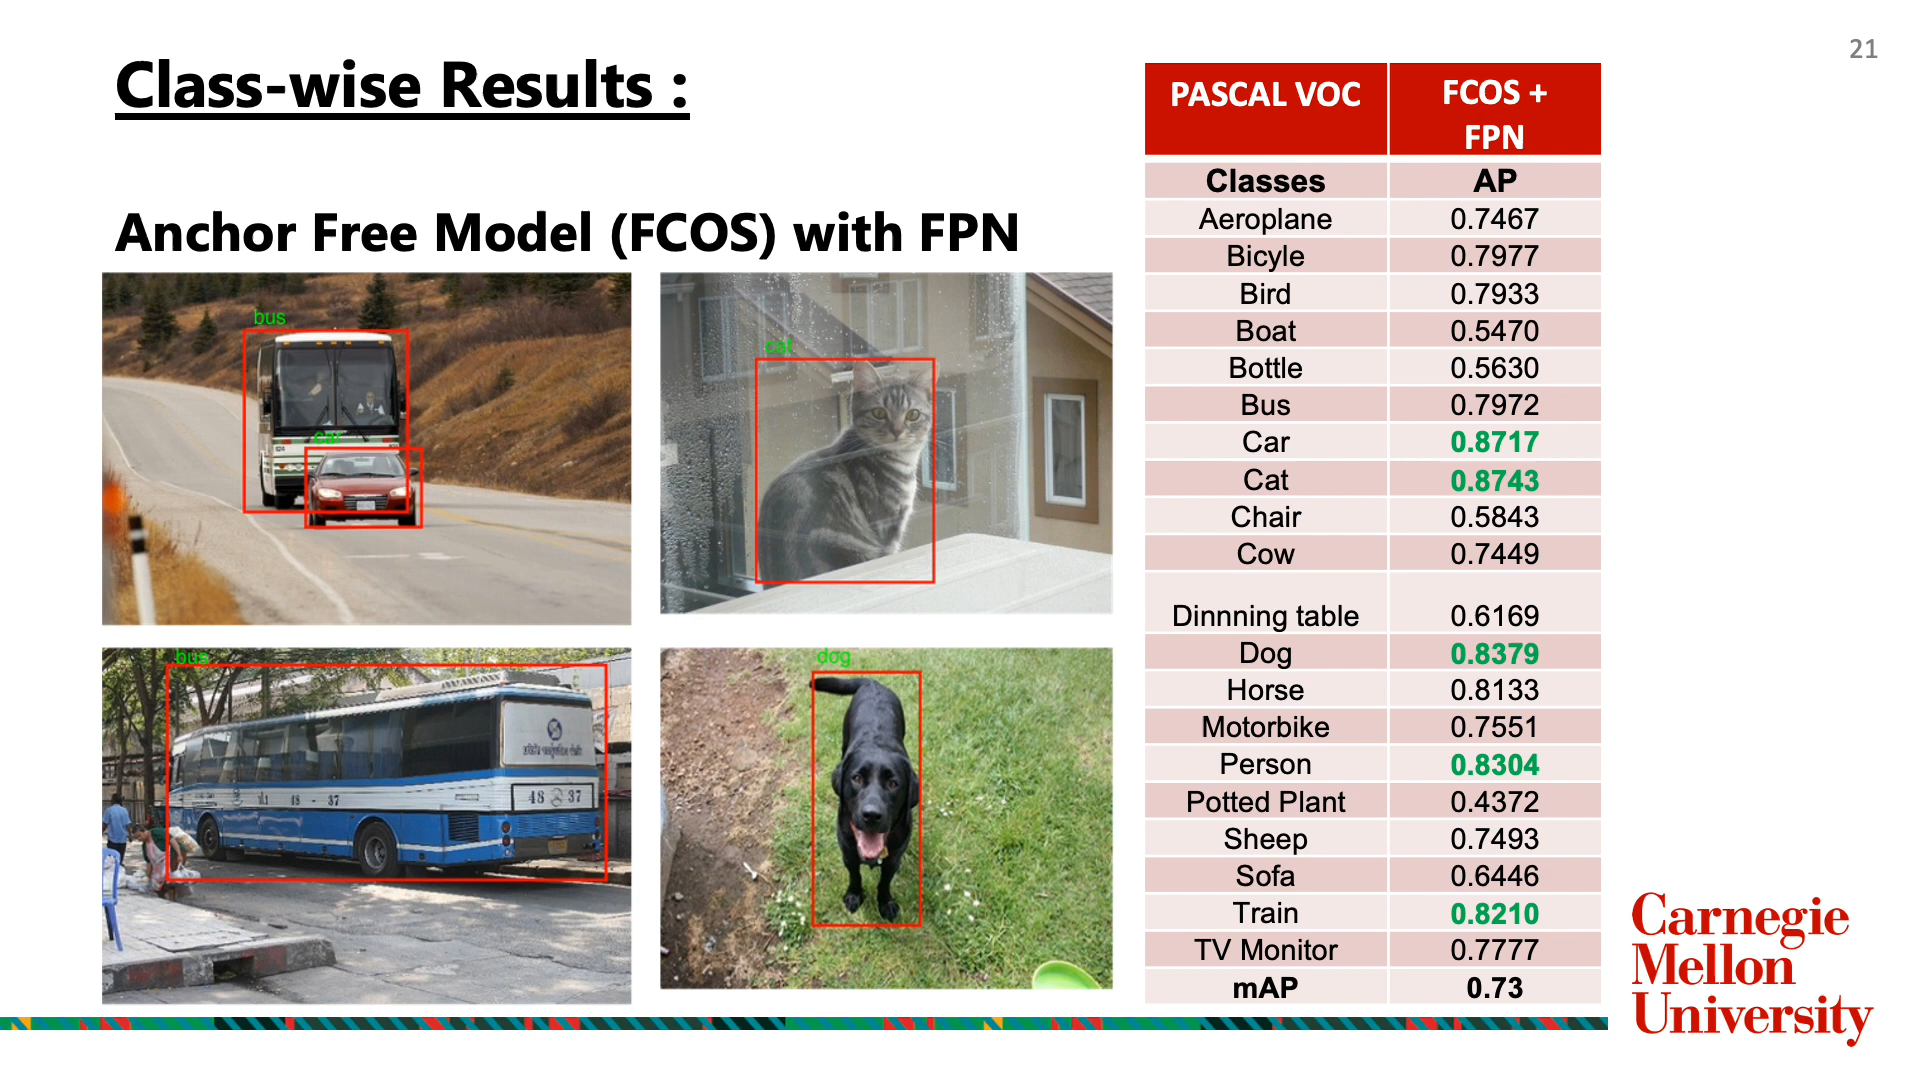 21
Class-wise Results :
Anchor Free Model (FCOS) with FPN
bus
car
cat
bus
48 - 37
48 37
dog
PASCAL VOC FCOS +
FPN
Classes AP
Aeroplane 0.7467
Bicyle 0.7977
Bird 0.7933
Boat 0.5470
Bottle 0.5630
Bus 0.7972
Car 0.8717
Cat 0.8743
Chair 0.5843
Cow 0.7449
Dinnning table 0.6169
Dog 0.8379
Horse 0.8133
Motorbike 0.7551
Person 0.8304
Potted Plant 0.4372
Sheep 0.7493
Sofa 0.6446
Train 0.8210
TV Monitor 0.7777
mAP 0.73
Carnegie
Mellon
University